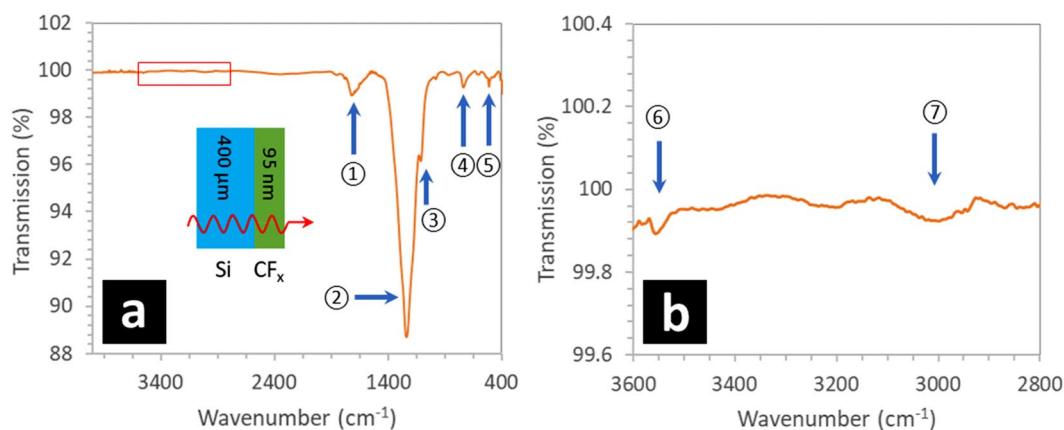 102
100
98
96
94
92
90
88
Transmission (%)
400 µm
95 nm
Si
CFx
①
②
③
④
⑤
a
3400
2400
1400
400
Wavenumber (cm-1)
100.4
100.2
100
99.8
99.6
Transmission (%)
⑥
⑦
b
3600
3400
3200
3000
2800
Wavenumber (cm-1)